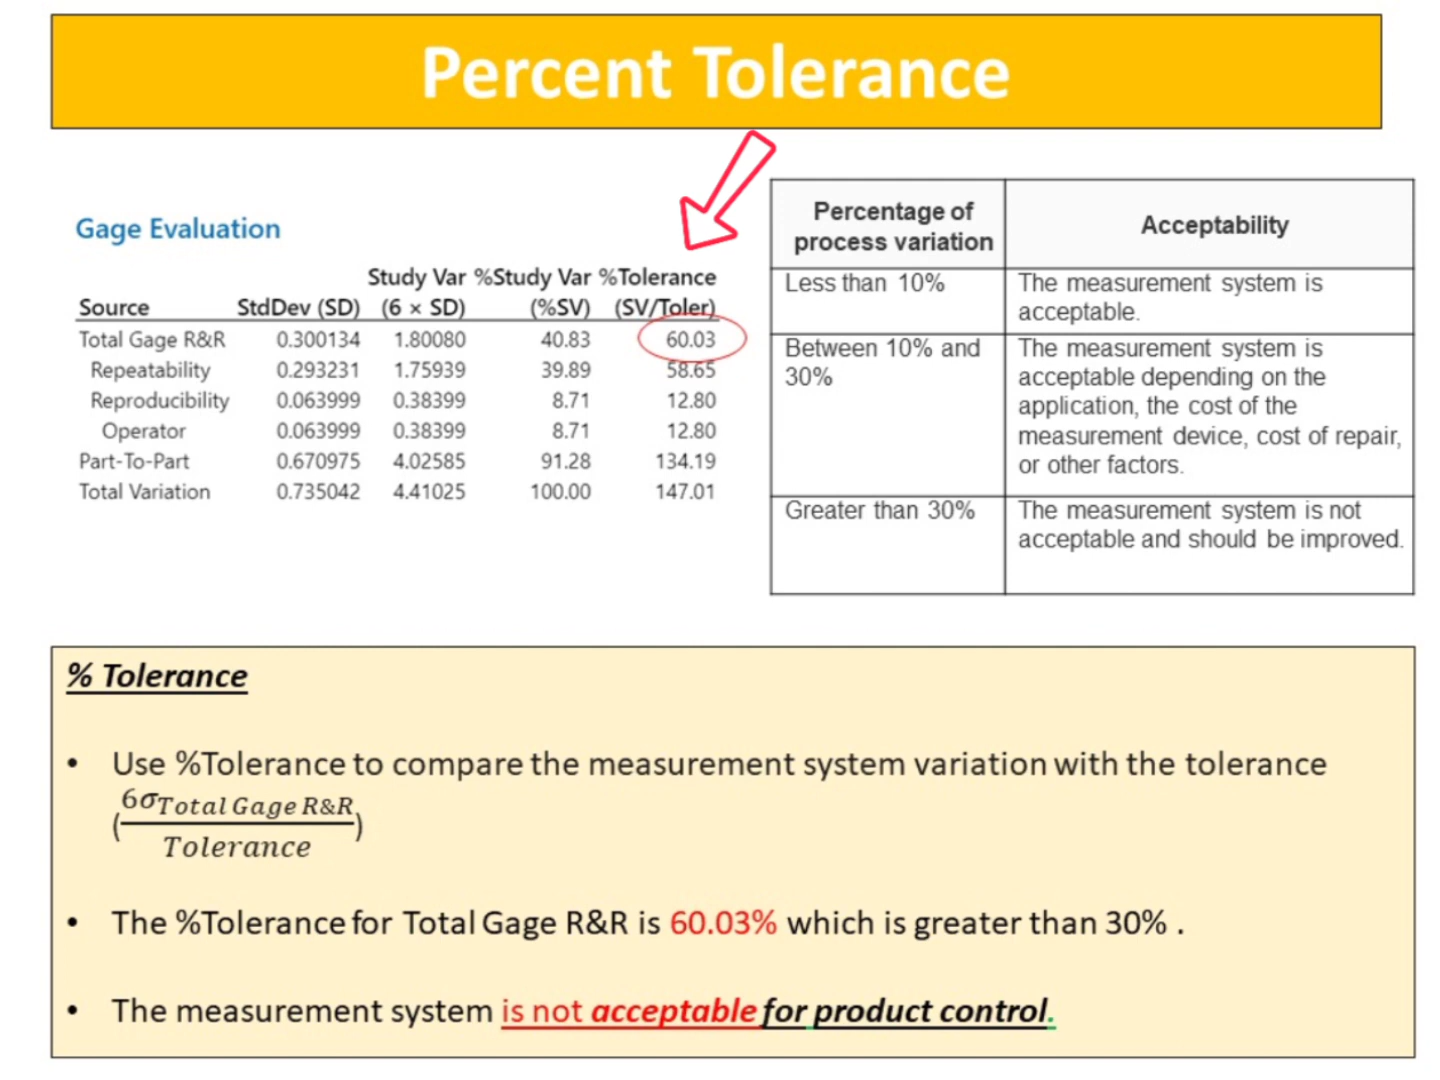 Percent Tolerance
Gage Evaluation
Study Var %Study Var %Tolerance
Source StdDev (SD) (6 × SD) (%SV) (SV/Toler)
Total Gage R&R 0.300134 1.80080 40.83 60.03
Repeatability 0.293231 1.75939 39.89 58.65
Reproducibility 0.063999 0.38399 8.71 12.80
Operator 0.063999 0.38399 8.71 12.80
Part-To-Part 0.670975 4.02585 91.28 134.19
Total Variation 0.735042 4.41025 100.00 147.01
Percentage of
process variation
Acceptability
Less than 10%
The measurement system is
acceptable.
Between 10% and
30%
The measurement system is
acceptable depending on the
application, the cost of the
measurement device, cost of repair,
or other factors.
Greater than 30%
The measurement system is not
acceptable and should be improved.
% Tolerance
• Use %Tolerance to compare the measurement system variation with the tolerance
(6σTotal Gage R&R
Tolerance)
• The %Tolerance for Total Gage R&R is 60.03% which is greater than 30% .
• The measurement system is not acceptable for product control.